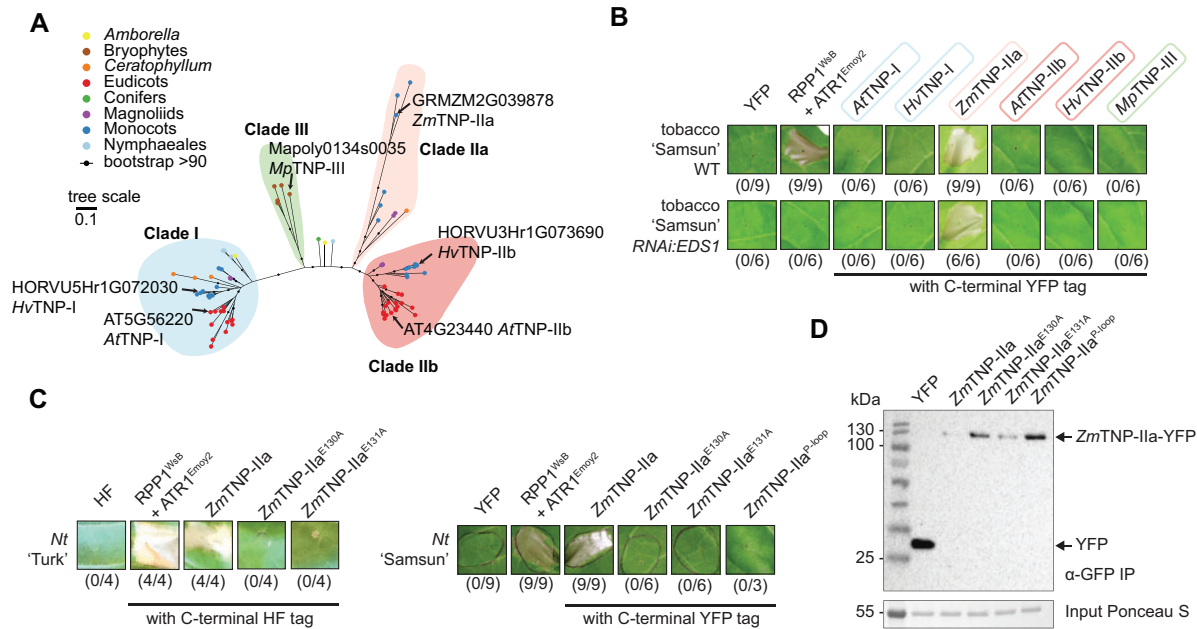 A
Amborella
Bryophytes
Ceratophyllum
Eudicots
Conifers
Magnoliids
Monocots
Nymphaeales
bootstrap >90
tree scale
0.1
Clade I
Clade III
Mapoly0134s0035
MpTNP-III
GRMZM2G039878
ZmTNP-IIa
Clade IIa
HORVU3Hr1G073690
HvTNP-IIb
HORVU5Hr1G072030
HvTNP-I
AT5G56220
AtTNP-I
AT4G23440 AtTNP-IIb
Clade IIb
B
YFP
RPP1WsB
+ ATR1Emoy2
AtTNP-I
HvTNP-I
ZmTNP-IIa
AtTNP-IIb
HvTNP-IIb
MpTNP-III
tobacco
'Samsun'
WT
(0/9) (9/9) (0/6) (0/6) (9/9) (0/6) (0/6) (0/6)
tobacco
'Samsun'
RNAi:EDS1
(0/6) (0/6) (0/6) (0/6) (6/6) (0/6) (0/6) (0/6)
with C-terminal YFP tag
C
HF
RPP1WsB
+ ATR1Emoy2
ZmTNP-IIa
ZmTNP-IIaE130A
ZmTNP-IIaE131A
Nt
'Turk'
(0/4) (4/4) (4/4) (0/4) (0/4)
with C-terminal HF tag
YFP
RPP1WsB
+ ATR1Emoy2
ZmTNP-IIa
ZmTNP-IIaE130A
ZmTNP-IIaE131A
ZmTNP-IIaP-loop
Nt
'Samsun'
(0/9) (9/9) (9/9) (0/6) (0/6) (0/3)
with C-terminal YFP tag
D
YFP
ZmTNP-IIa
ZmTNP-IIaE130A
ZmTNP-IIaE131A
ZmTNP-IIaP-loop
kDa
130
100
ZmTNP-IIa-YFP
25
YFP
α-GFP IP
55
Input Ponceau S